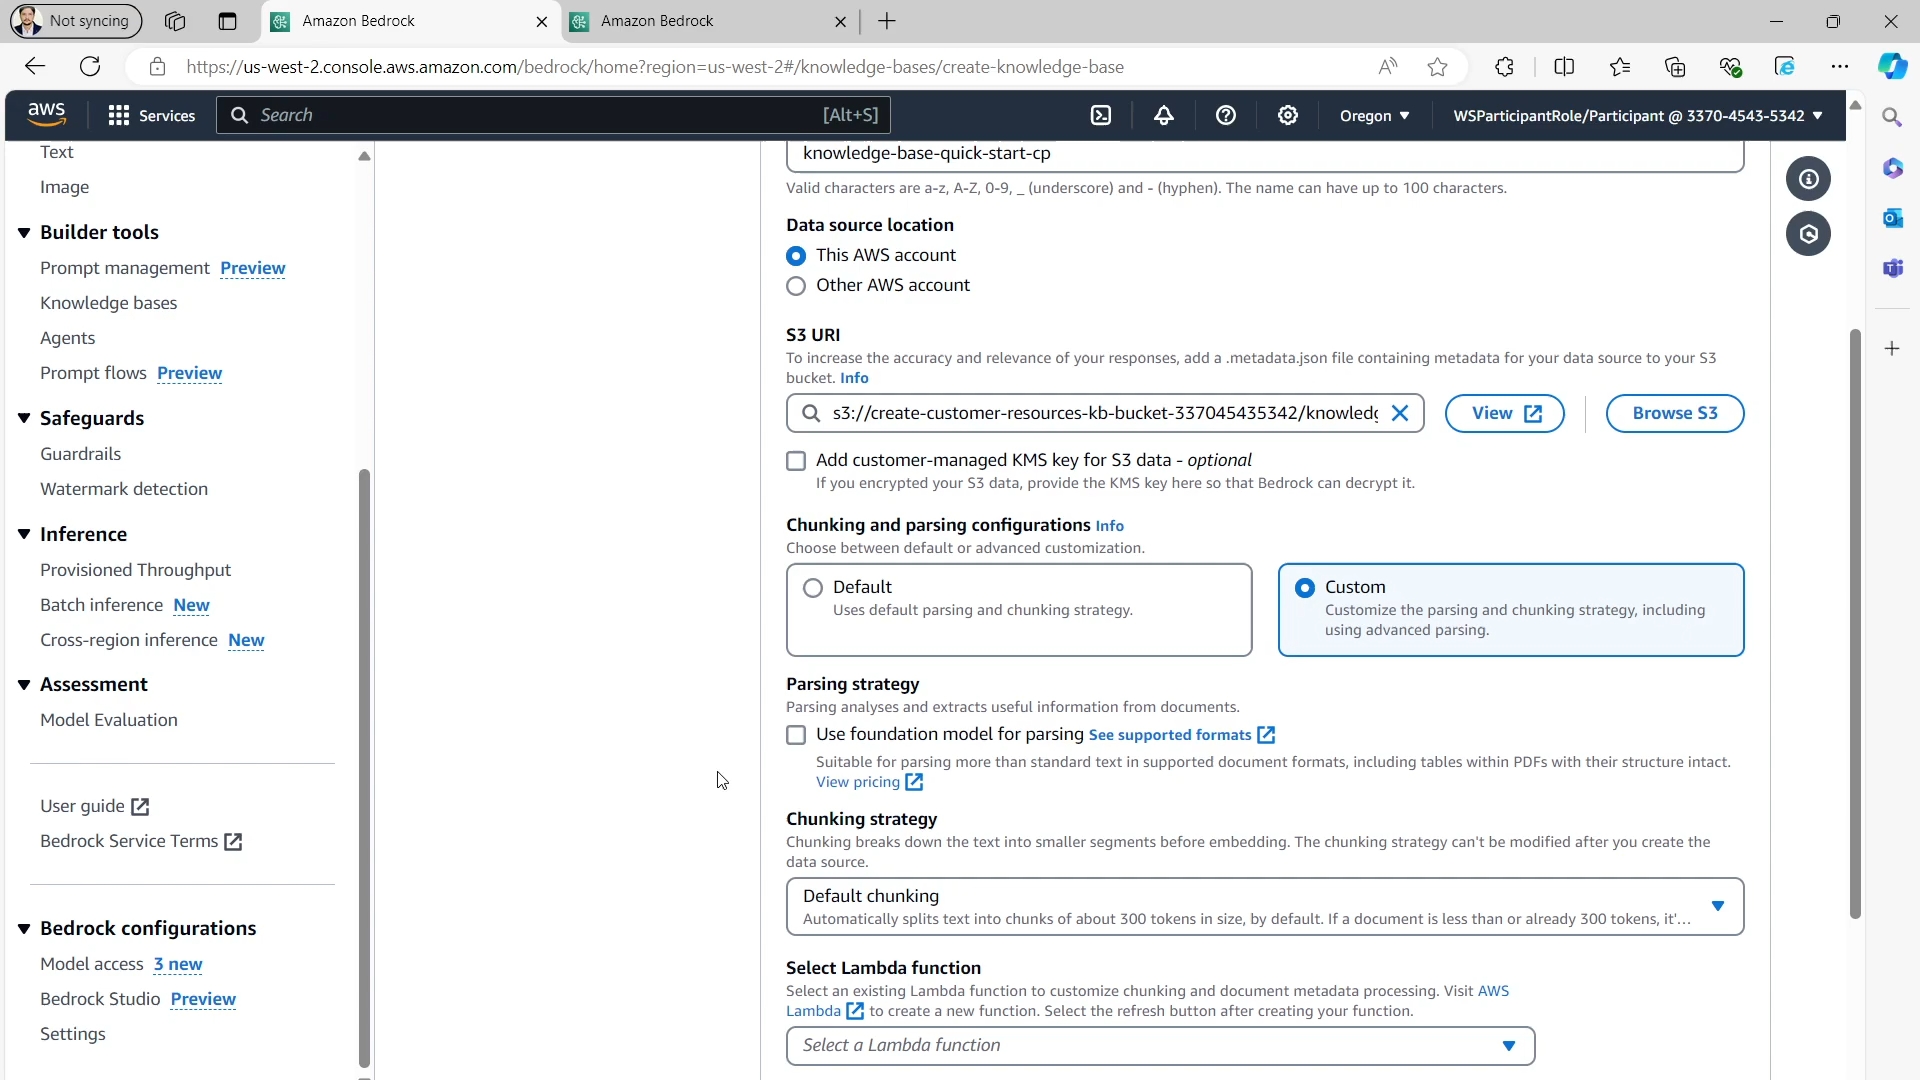 Not syncing
Amazon Bedrock
Amazon Bedrock
https://us-west-2.console.aws.amazon.com/bedrock/home?region=us-west-2#/knowledge-bases/create-knowledge-base
aws
Services
Search
[Alt+S]
Oregon
WSParticipantRole/Participant @ 3370-4543-5342
Text
Image
Builder tools
Prompt management Preview
Knowledge bases
Agents
Prompt flows Preview
Safeguards
Guardrails
Watermark detection
Inference
Provisioned Throughput
Batch inference New
Cross-region inference New
Assessment
Model Evaluation
User guide
Bedrock Service Terms
Bedrock configurations
Model access 3 new
Bedrock Studio Preview
Settings
knowledge-base-quick-start-cp
Valid characters are a-z, A-Z, 0-9, _ (underscore) and - (hyphen). The name can have up to 100 characters.
Data source location
This AWS account
Other AWS account
S3 URI
To increase the accuracy and relevance of your responses, add a .metadata.json file containing metadata for your data source to your S3
bucket. Info
s3://create-customer-resources-kb-bucket-337045435342/knowledg
View
Browse S3
Add customer-managed KMS key for S3 data - optional
If you encrypted your S3 data, provide the KMS key here so that Bedrock can decrypt it.
Chunking and parsing configurations Info
Choose between default or advanced customization.
Default
Uses default parsing and chunking strategy.
Custom
Customize the parsing and chunking strategy, including
using advanced parsing.
Parsing strategy
Parsing analyses and extracts useful information from documents.
Use foundation model for parsing See supported formats
Suitable for parsing more than standard text in supported document formats, including tables within PDFs with their structure intact.
View pricing
Chunking strategy
Chunking breaks down the text into smaller segments before embedding. The chunking strategy can't be modified after you create the
data source.
Default chunking
Automatically splits text into chunks of about 300 tokens in size, by default. If a document is less than or already 300 tokens, it'...
Select Lambda function
Select an existing Lambda function to customize chunking and document metadata processing. Visit AWS
Lambda to create a new function. Select the refresh button after creating your function.
Select a Lambda function